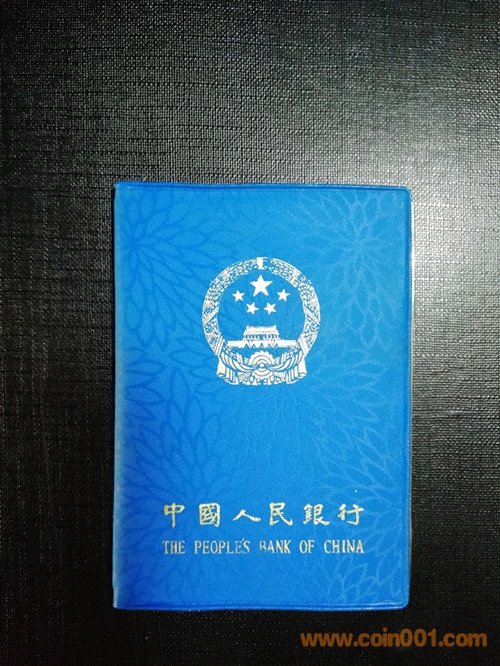 中國人民銀行
THE PEOPLE'S BANK OF CHINA
www.coin001.com